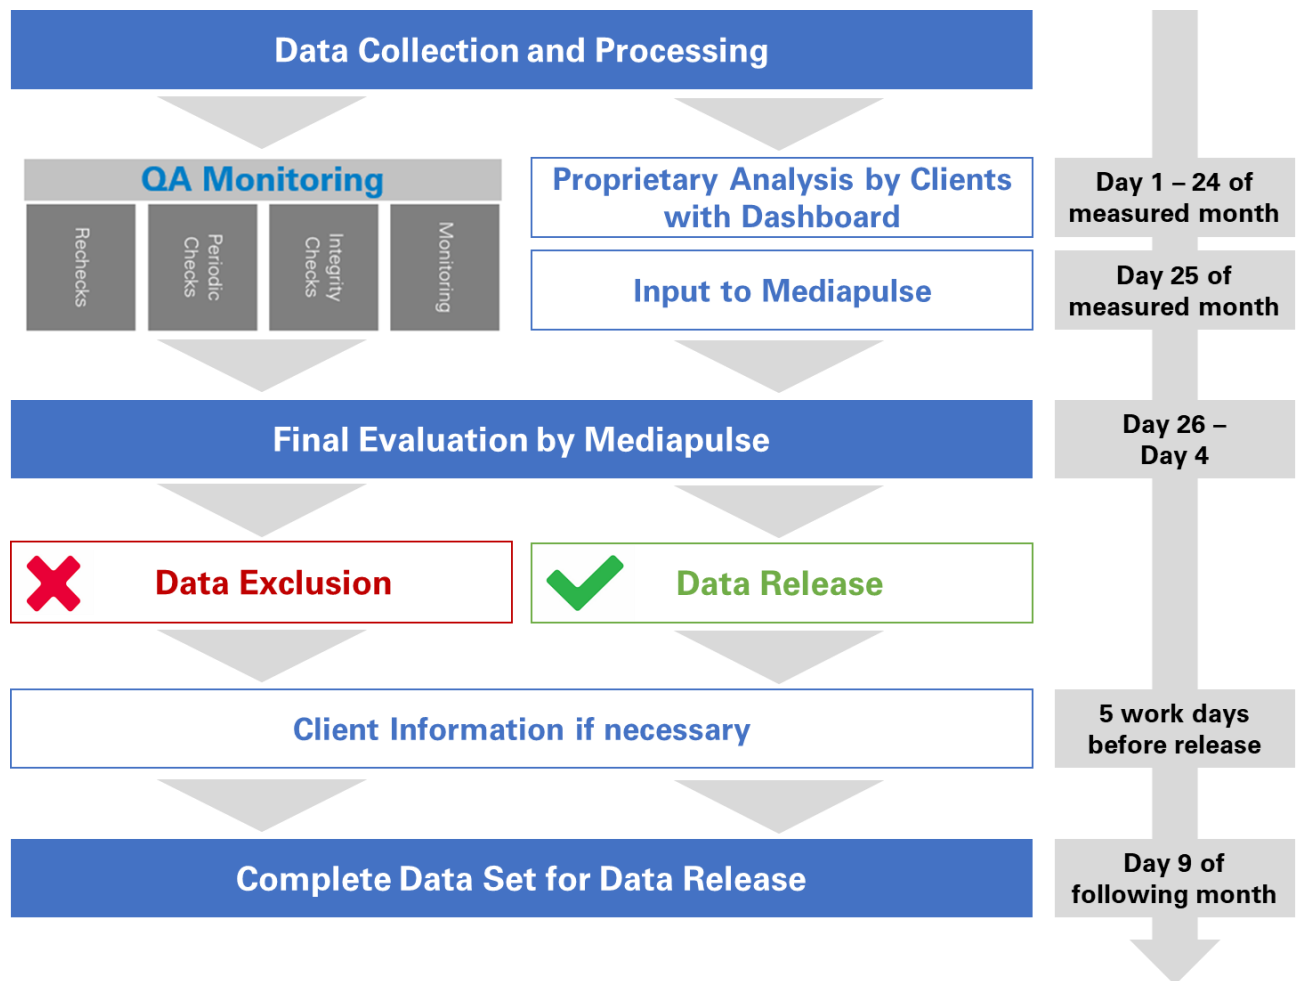 Data Collection and Processing
QA Monitoring
Rechecks
Periodic
Checks
Integrity
Checks
Monitoring
Proprietary Analysis by Clients
with Dashboard
Day 1 – 24 of
measured month
Input to Mediapulse
Day 25 of
measured month
Final Evaluation by Mediapulse
Day 26 –
Day 4
Data Exclusion
Data Release
Client Information if necessary
5 work days
before release
Complete Data Set for Data Release
Day 9 of
following month